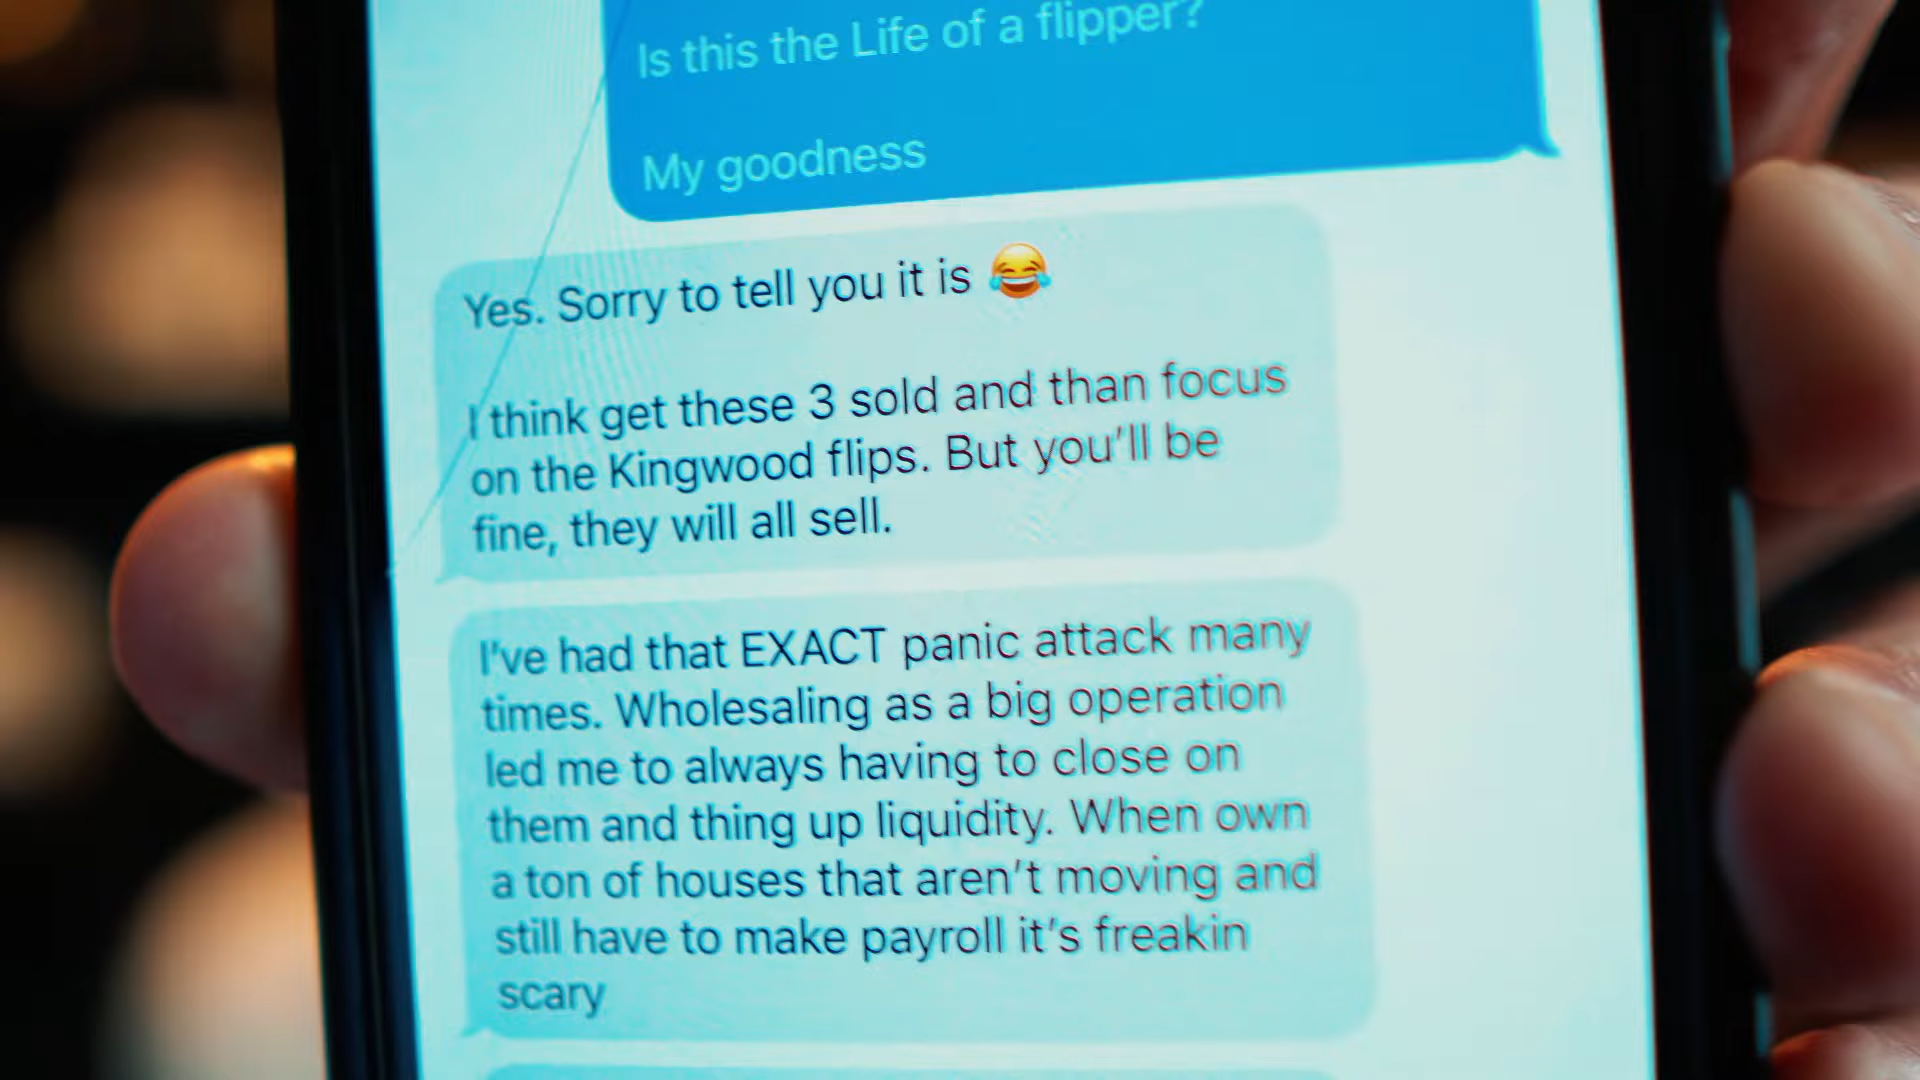 Is this the Life of a flipper?
My goodness
Yes. Sorry to tell you it is 😂
I think get these 3 sold and than focus
on the Kingwood flips. But you'll be
fine, they will all sell.
I've had that EXACT panic attack many
times. Wholesaling as a big operation
led me to always having to close on
them and thing up liquidity. When own
a ton of houses that aren't moving and
still have to make payroll it's freakin
scary